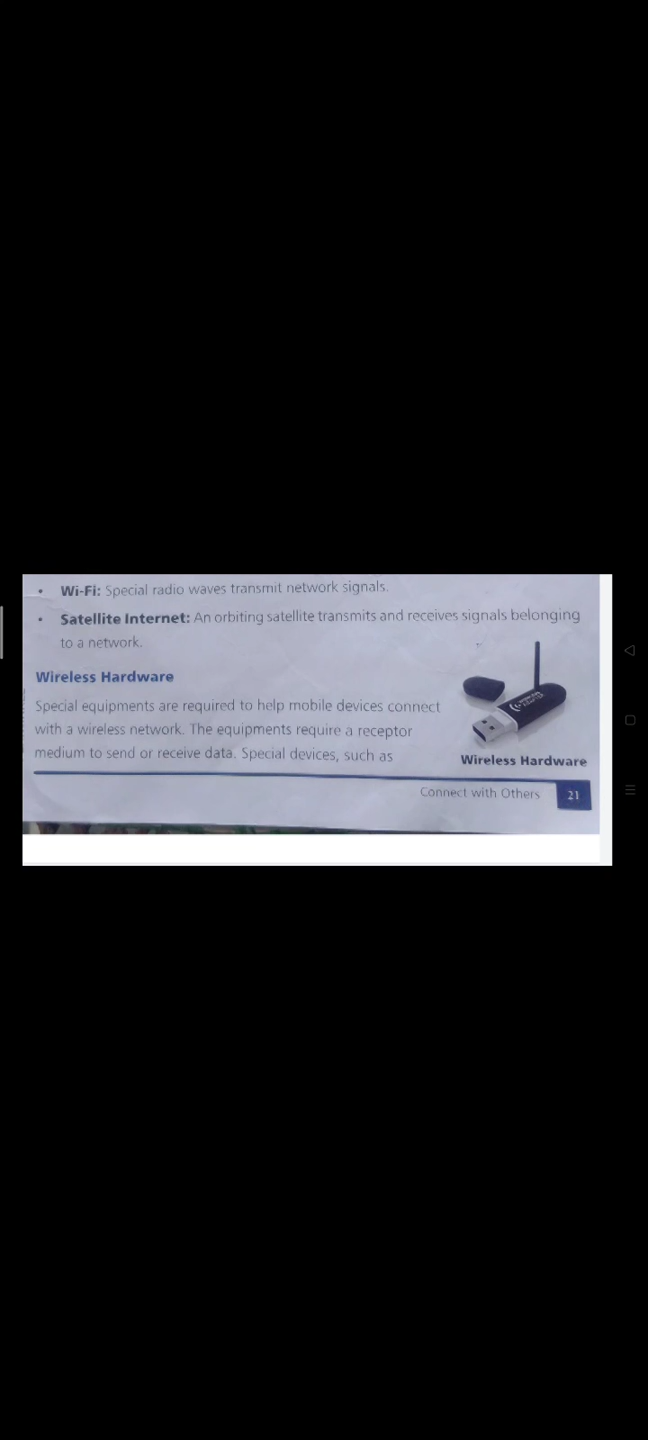 • Wi-Fi: Special radio waves transmit network signals.
• Satellite Internet: An orbiting satellite transmits and receives signals belonging
to a network.
Wireless Hardware
Special equipments are required to help mobile devices connect
with a wireless network. The equipments require a receptor
medium to send or receive data. Special devices, such as
Wireless Hardware
Connect with Others 21